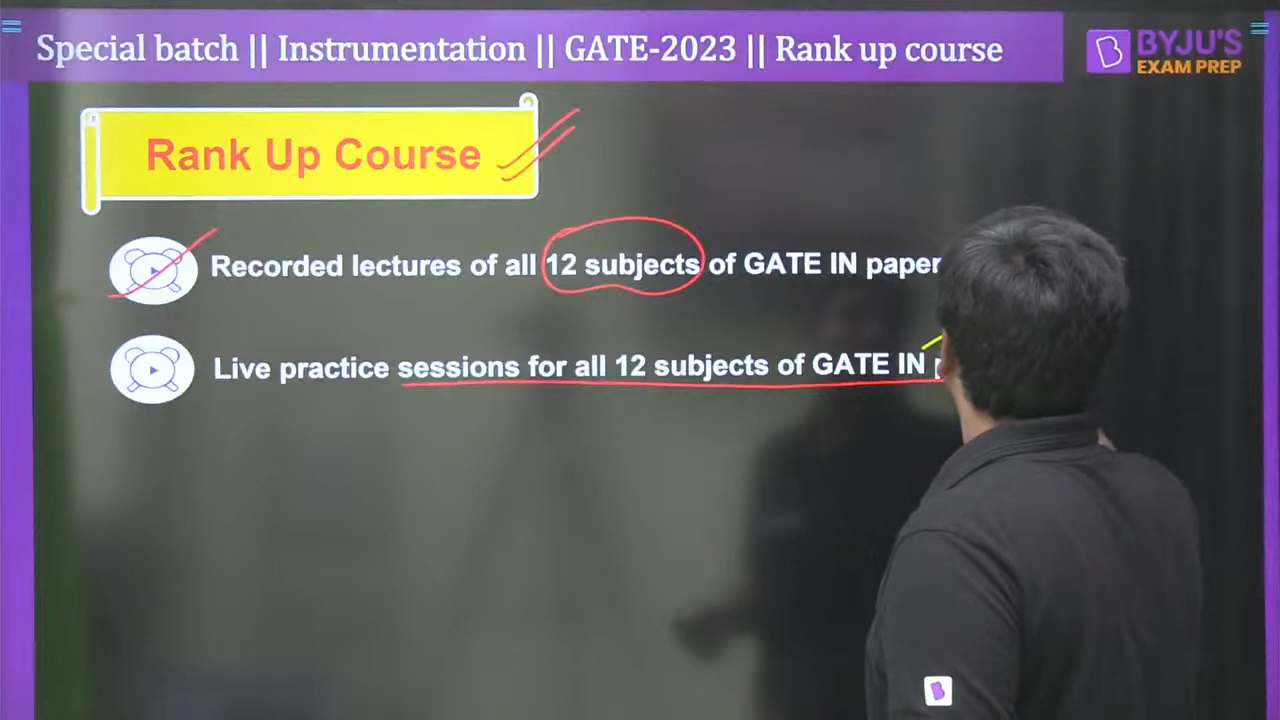 Special batch || Instrumentation || GATE-2023 || Rank up course
BYJU'S
EXAM PREP
Rank Up Course
Recorded lectures of all 12 subjects of GATE IN paper
Live practice sessions for all 12 subjects of GATE IN